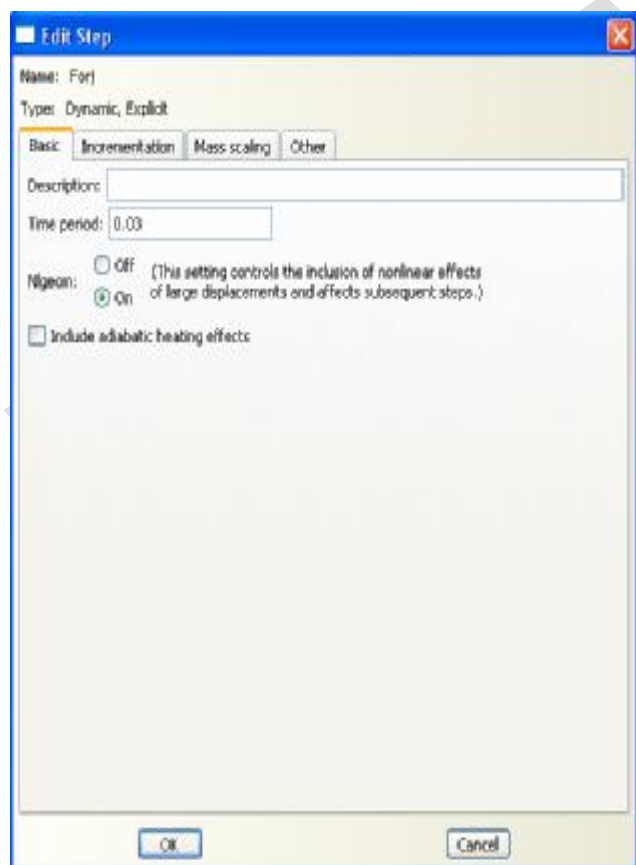 Edit Step
Name: Forj
Type: Dynamic, Explicit
Basic Incrementation Mass scaling Other
Description:
Time period: 0.03
Nlgeom: Off (This setting controls the inclusion of nonlinear effects
On of large displacements and affects subsequent steps.)
Include adiabatic heating effects
OK Cancel